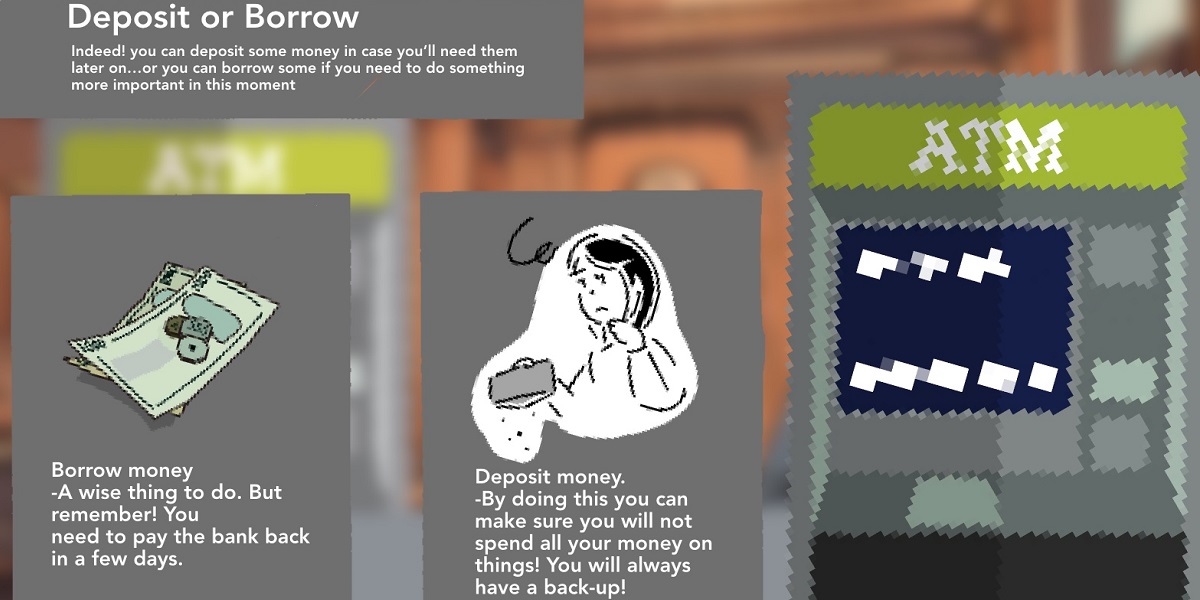 Deposit or Borrow
Indeed! you can deposit some money in case you’ll need them
later on...or you can borrow some if you need to do something
more important in this moment
ATM
ATM
Borrow money
-A wise thing to do. But
remember! You
need to pay the bank back
in a few days.
Deposit money.
-By doing this you can
make sure you will not
spend all your money on
things! You will always
have a back-up!